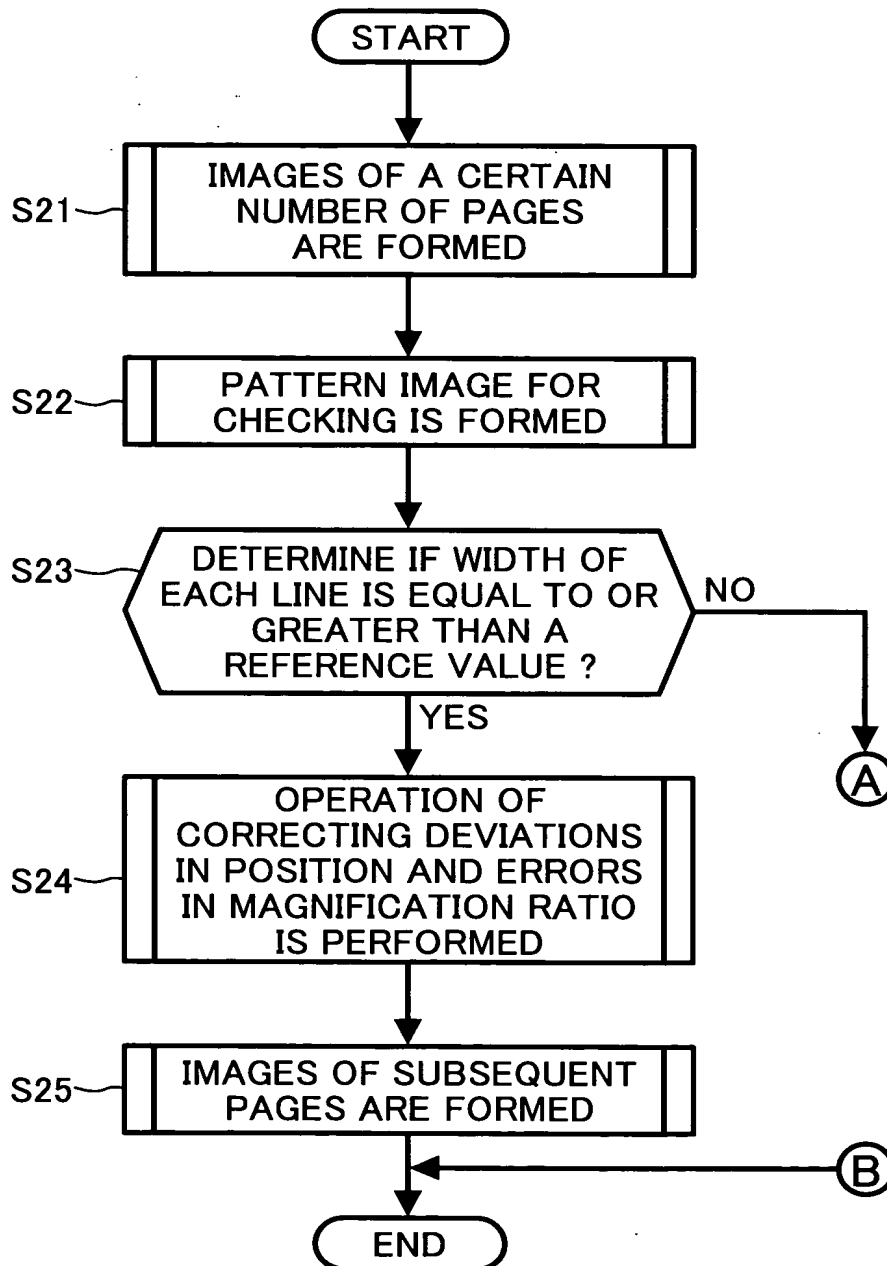 START
S21
IMAGES OF A CERTAIN
NUMBER OF PAGES
ARE FORMED
S22
PATTERN IMAGE FOR
CHECKING IS FORMED
S23
DETERMINE IF WIDTH OF
EACH LINE IS EQUAL TO OR
GREATER THAN A
REFERENCE VALUE ?
NO
YES
A
S24
OPERATION OF
CORRECTING DEVIATIONS
IN POSITION AND ERRORS
IN MAGNIFICATION RATIO
IS PERFORMED
S25
IMAGES OF SUBSEQUENT
PAGES ARE FORMED
B
END